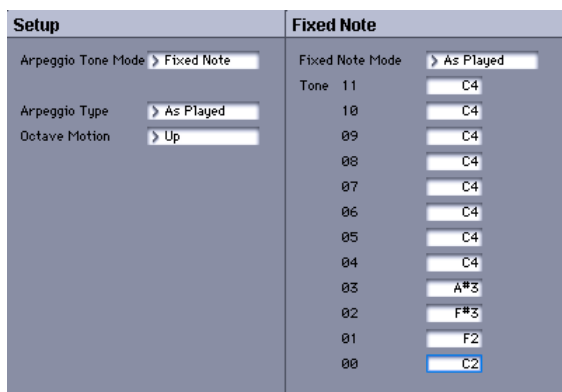 Setup
Arpeggio Tone Mode Fixed Note
Arpeggio Type As Played
Octave Motion Up
Fixed Note
Fixed Note Mode As Played
Tone 11 C4
10 C4
09 C4
08 C4
07 C4
06 C4
05 C4
04 C4
03 A#3
02 F#3
01 F2
00 C2